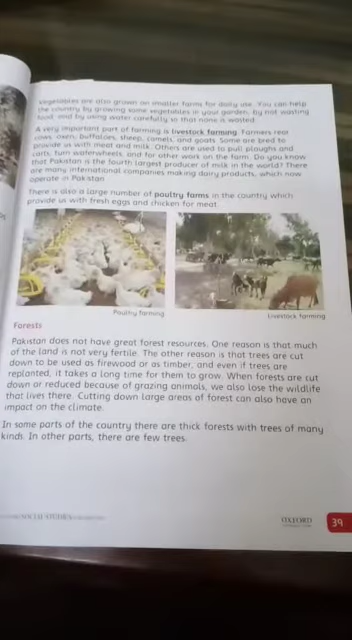 Vegetables are also grown on smaller farms for daily use. You can help
the country by growing some vegetables in your garden, by not wasting
food, and by using water carefully so that none is wasted.
A very important part of farming is livestock farming. Farmers rear
cows, oxen, buffaloes, sheep, camels, and goats. Some are bred to
provide us with meat and milk. Others are used to pull ploughs and
carts, turn waterwheels, and for other work on the farm. Do you know
that Pakistan is the fourth largest producer of milk in the world? There
are many international companies making dairy products, which now
operate in Pakistan.
There is also a large number of poultry farms in the country which
provide us with fresh eggs and chicken for meat.
Poultry farming
Livestock farming
Forests
Pakistan does not have great forest resources. One reason is that much
of the land is not very fertile. The other reason is that trees are cut
down to be used as firewood or as timber, and even if trees are
replanted, it takes a long time for them to grow. When forests are cut
down or reduced because of grazing animals, we also lose the wildlife
that lives there. Cutting down large areas of forest can also have an
impact on the climate.
In some parts of the country there are thick forests with trees of many
kinds. In other parts, there are few trees.
SOCIAL STUDIES
OXFORD
39